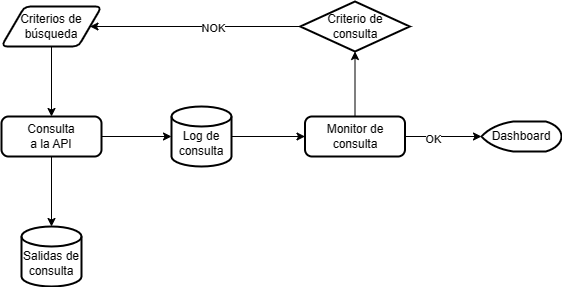 Criterios de
búsqueda
NOK
Criterio de
consulta
Consulta
a la API
Log de
consulta
Monitor de
consulta
OK
Dashboard
Salidas de
consulta